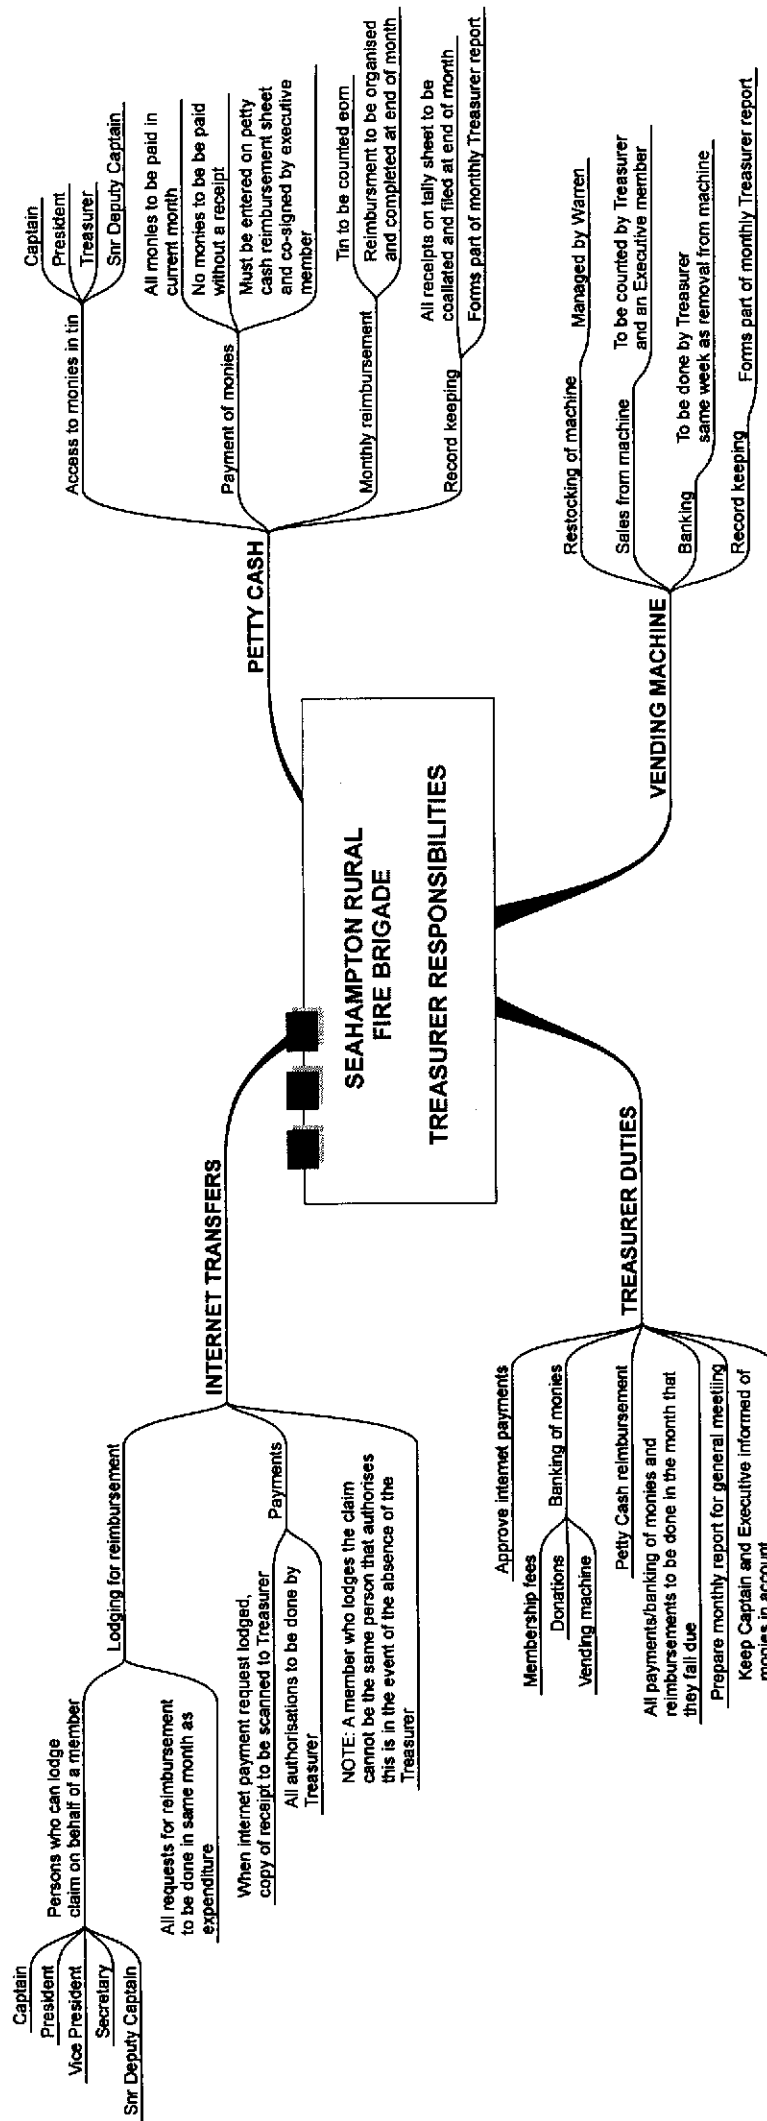 SEAHAMPTON RURAL
FIRE BRIGADE
TREASURER RESPONSIBILITIES
INTERNET TRANSFERS
Lodging for reimbursement
Persons who can lodge
claim on behalf of a member
Captain
President
Vice President
Secretary
Snr Deputy Captain
All requests for reimbursement
to be done in same month as
expenditure
Payments
When internet payment request lodged,
copy of receipt to be scanned to Treasurer
All authorisations to be done by
Treasurer
NOTE: A member who lodges the claim
cannot be the same person that authorises
this is in the event of the absence of the
Treasurer
PETTY CASH
Access to monies in tin
Captain
President
Treasurer
Snr Deputy Captain
Payment of monies
All monies to be paid in
current month
No monies to be be paid
without a receipt
Must be entered on petty
cash reimbursement sheet
and co-signed by executive
member
Monthly reimbursement
Tin to be counted eom
Reimbursment to be organised
and completed at end of month
Record keeping
All receipts on tally sheet to be
coallated and filed at end of month
Forms part of monthly Treasurer report
TREASURER DUTIES
Approve internet payments
Banking of monies
Membership fees
Donations
Vending machine
Petty Cash reimbursement
All payments/banking of monies and
reimbursements to be done in the month that
they fall due
Prepare monthly report for general meetiing
Keep Captain and Executive informed of
monies in account
VENDING MACHINE
Restocking of machine
Managed by Warren
Sales from machine
To be counted by Treasurer
and an Executive member
Banking
To be done by Treasurer
same week as removal from machine
Record keeping
Forms part of monthly Treasurer report